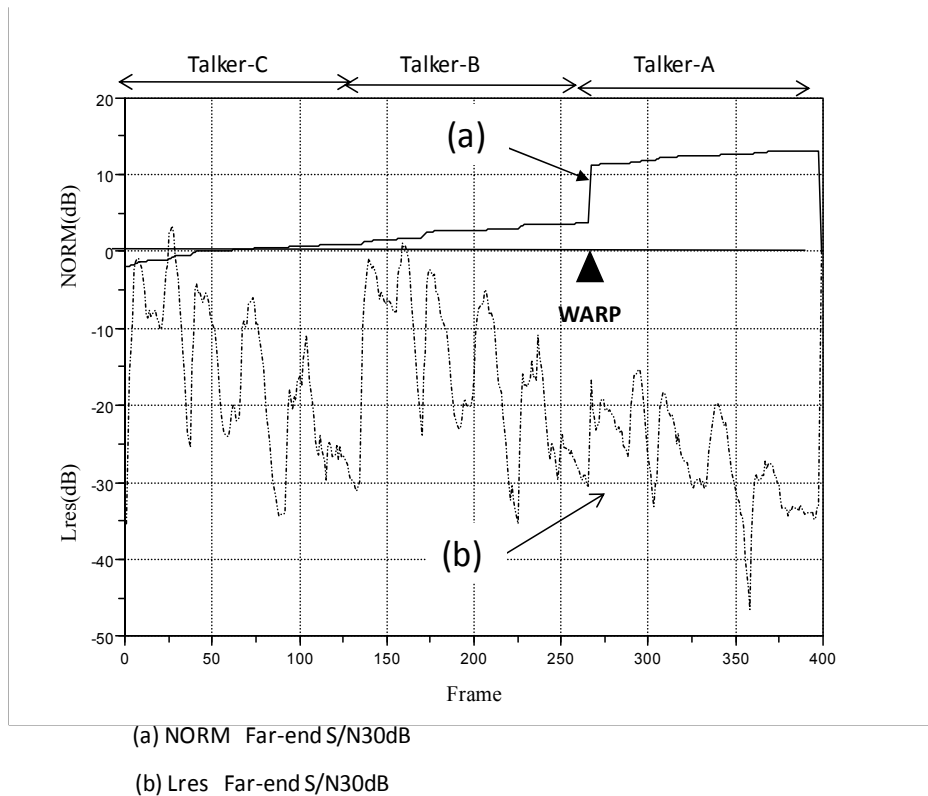 Talker-C Talker-B Talker-A
20
(a)
10
NORM(dB)
0
WARP
-10
-20
Lres(dB)
-30
(b)
-40
-50
0 50 100 150 200 250 300 350 400
Frame
(a) NORM Far-end S/N30dB
(b) Lres Far-end S/N30dB